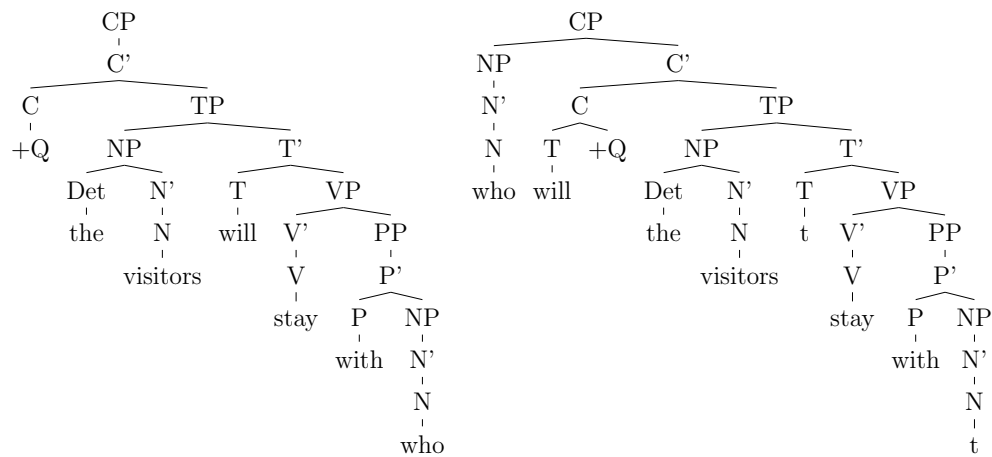 CP CP
C' NP C'
C TP N' C TP
+Q NP T' N T +Q NP T'
Det N' T VP who will Det N' T VP
the N will V' PP the N t V' PP
visitors V P' visitors V P'
stay P NP stay P NP
with N' with N'
N N
who t